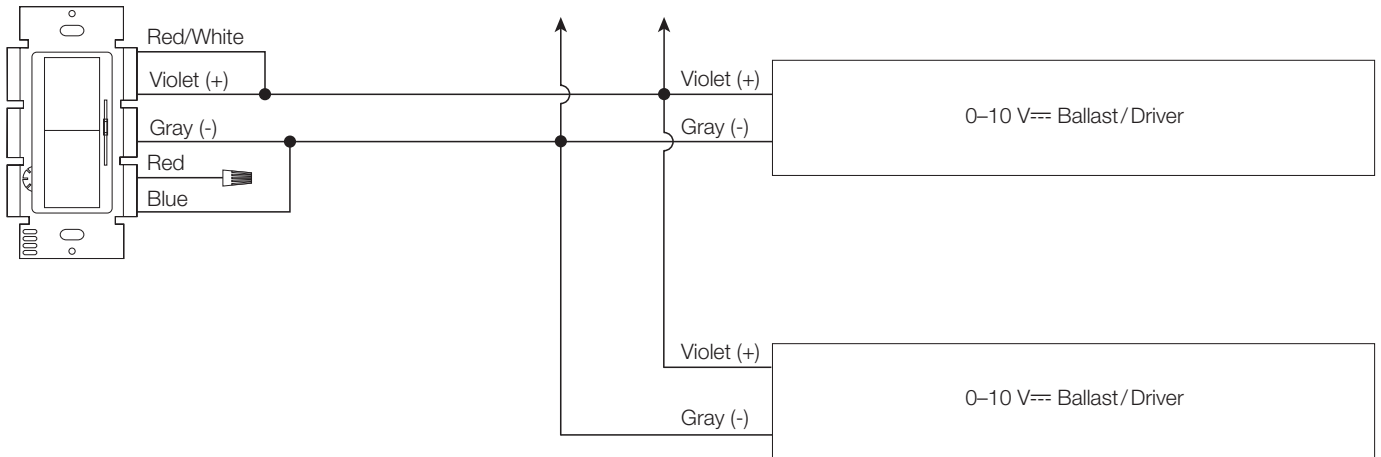 Red/White
Violet (+)
Gray (-)
Red
Blue
Violet (+)
Gray (-)
0–10 V⎓ Ballast/Driver
Violet (+)
Gray (-)
0–10 V⎓ Ballast/Driver